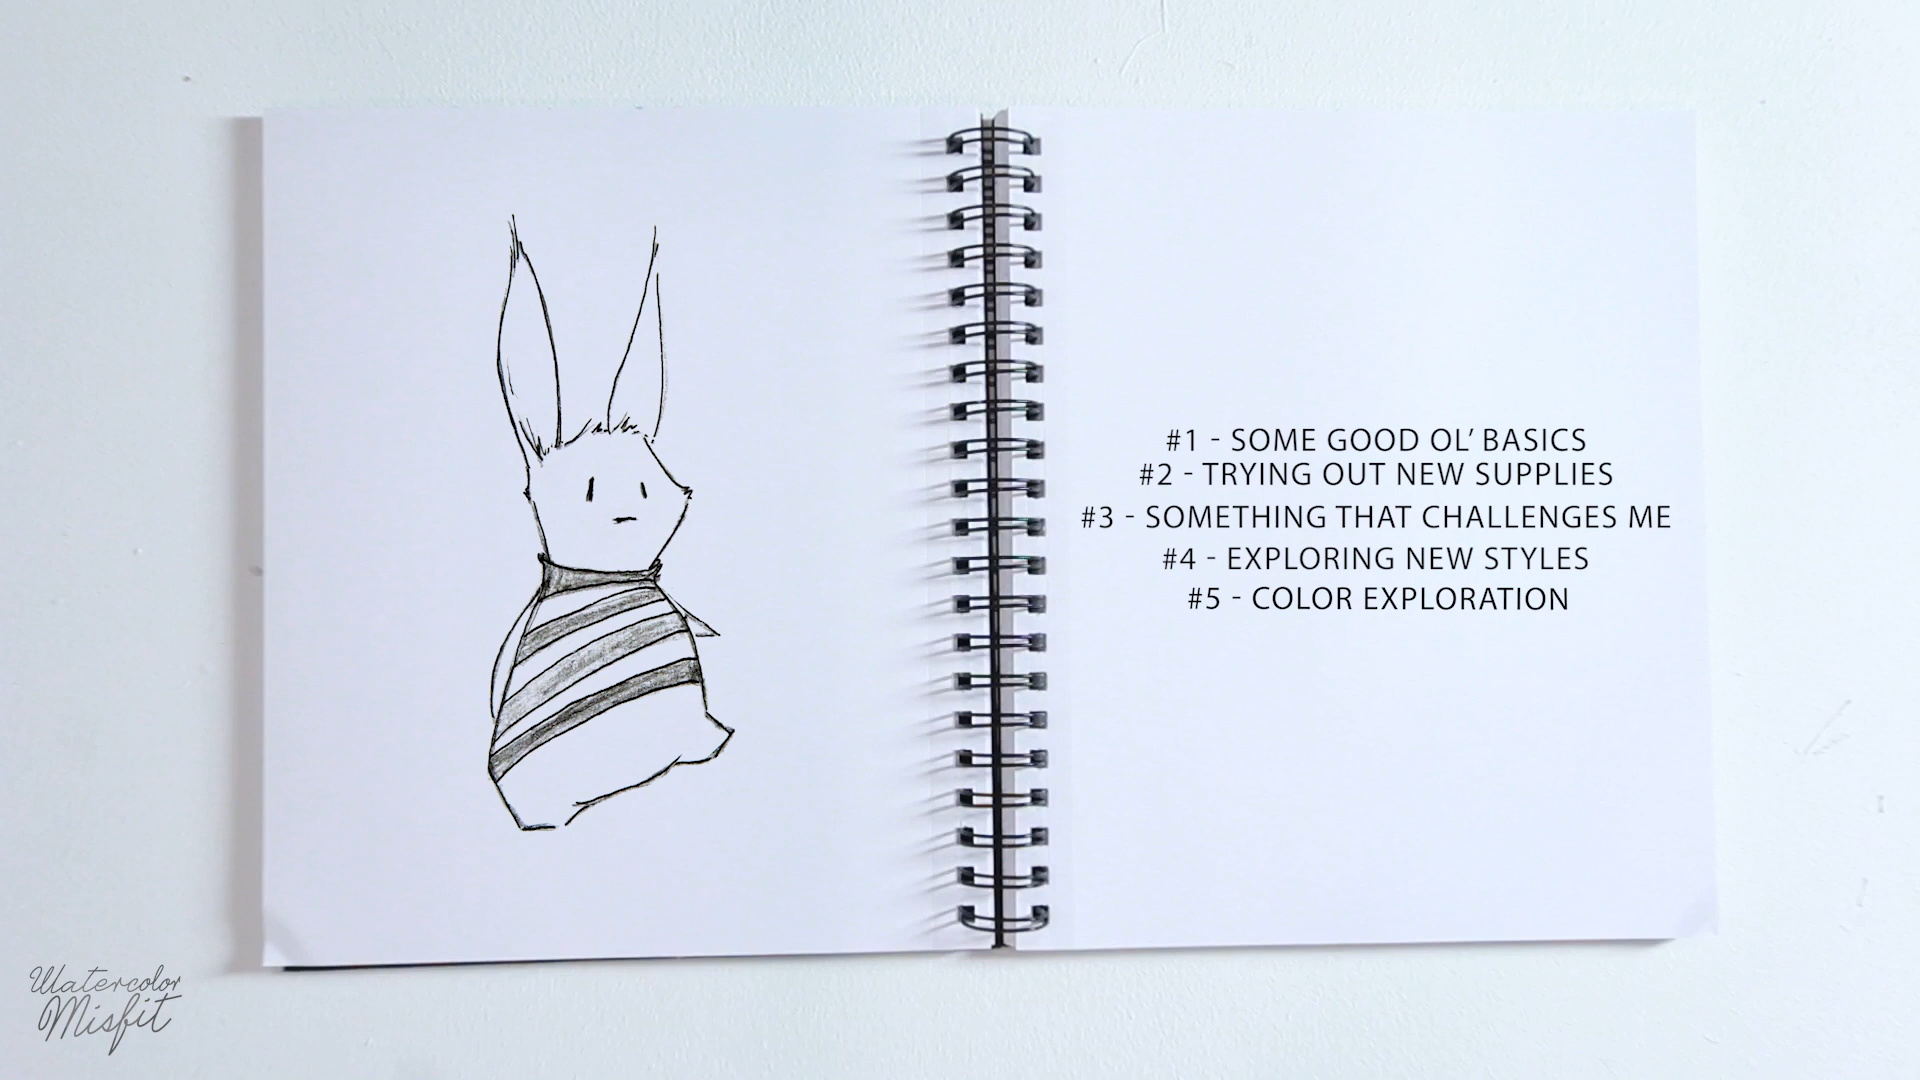 #1 - SOME GOOD OL’ BASICS
#2 - TRYING OUT NEW SUPPLIES
#3 - SOMETHING THAT CHALLENGES ME
#4 - EXPLORING NEW STYLES
#5 - COLOR EXPLORATION
Watercolor
Misfit